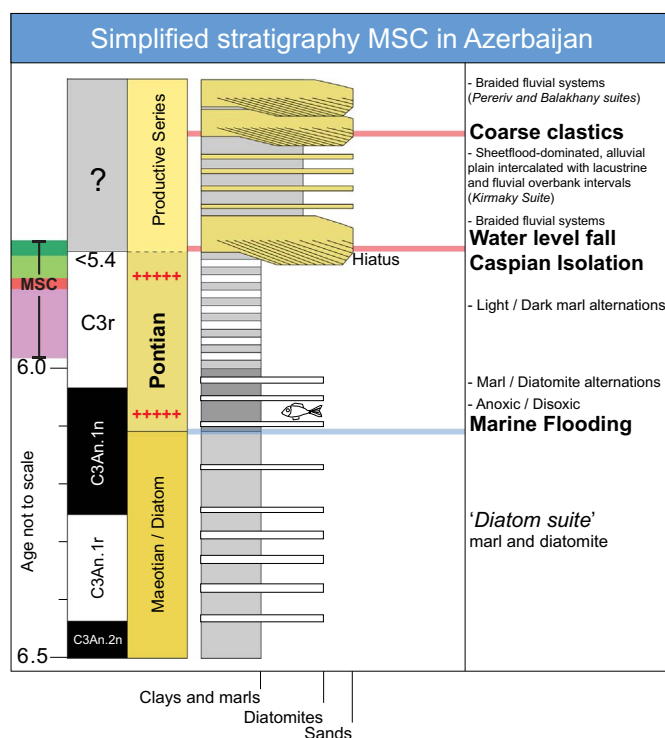 Simplified stratigraphy MSC in Azerbaijan
?
<5.4
MSC
C3r
6.0
C3An.1n
C3An.1r
C3An.2n
6.5
Age not to scale
Productive Series
+++++
Pontian
+++++
Maeotian / Diatom
Hiatus
- Braided fluvial systems
(Pereriv and Balakhany suites)
Coarse clastics
- Sheetflood-dominated, alluvial
plain intercalated with lacustrine
and fluvial overbank intervals
(Kirmaky Suite)
- Braided fluvial systems
Water level fall
Caspian Isolation
- Light / Dark marl alternations
- Marl / Diatomite alternations
- Anoxic / Disoxic
Marine Flooding
‘Diatom suite’
marl and diatomite
Clays and marls
Diatomites
Sands